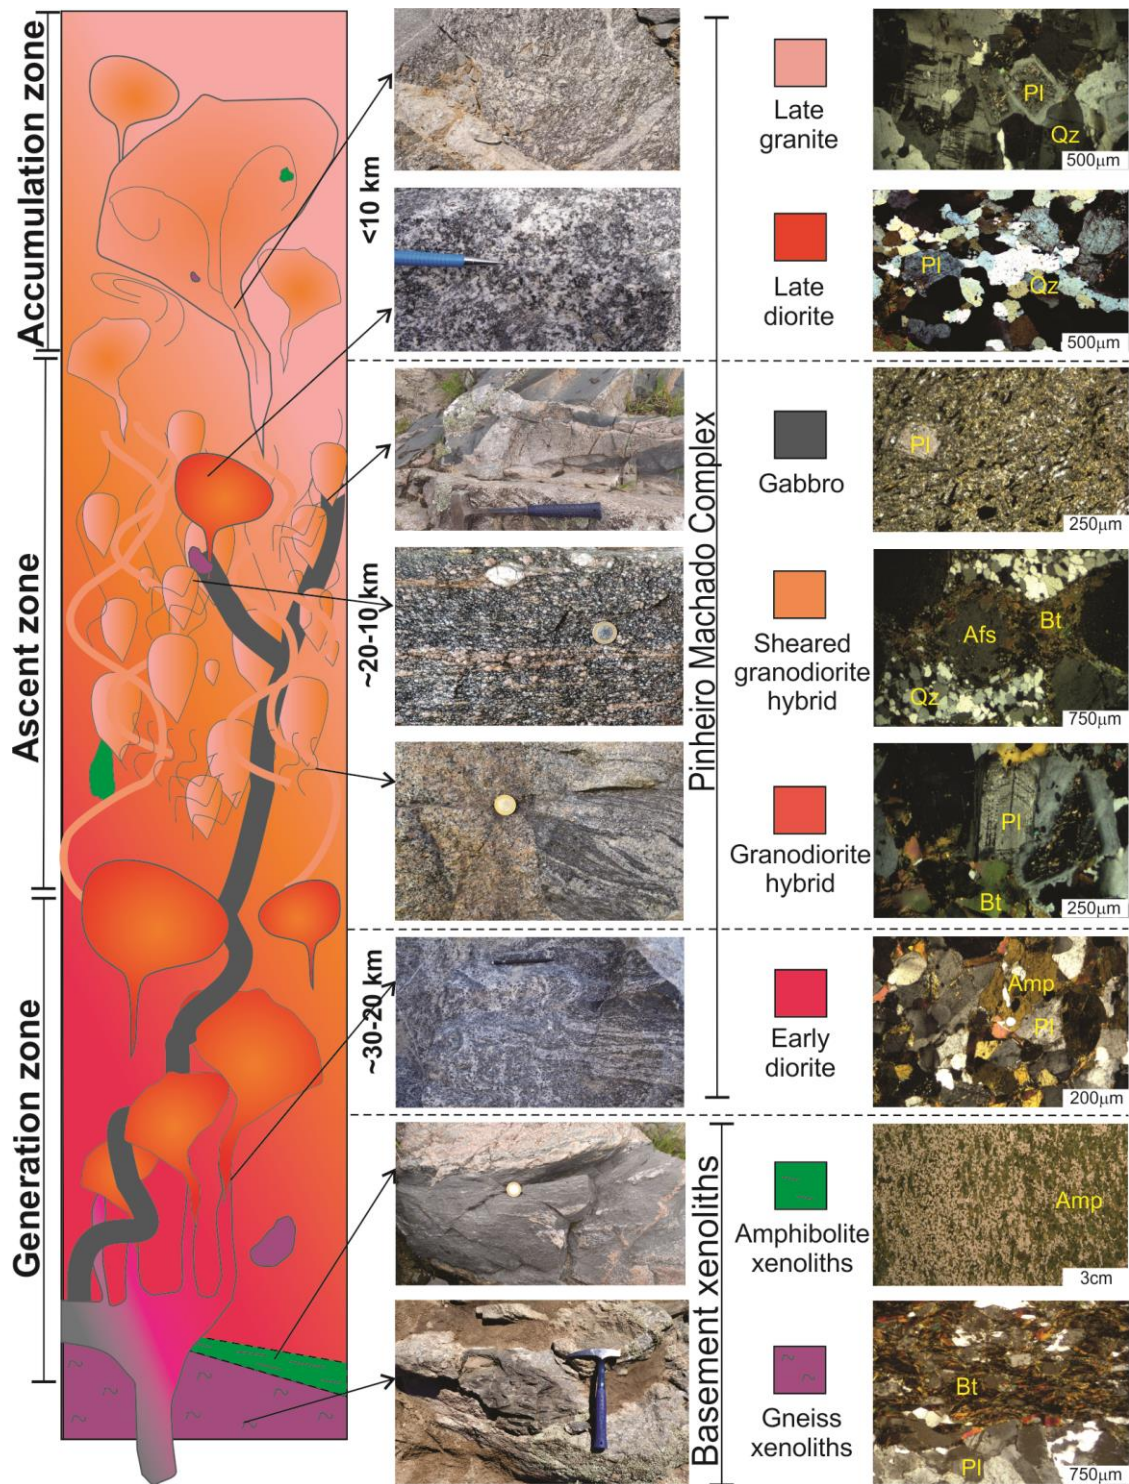 Accumulation zone
Ascent zone
Generation zone
<10 km
~20-10 km
~30-20 km
Pinheiro Machado Complex
Basement xenoliths
Late
granite
Pl
Qz
500µm
Late
diorite
Pl
Qz
500µm
Gabbro
Pl
250µm
Sheared
granodiorite
hybrid
Afs
Bt
Qz
750µm
Granodiorite
hybrid
Pl
Bt
250µm
Early
diorite
Amp
Pl
200µm
Amphibolite
xenoliths
Amp
3cm
Gneiss
xenoliths
Bt
Pl
750µm